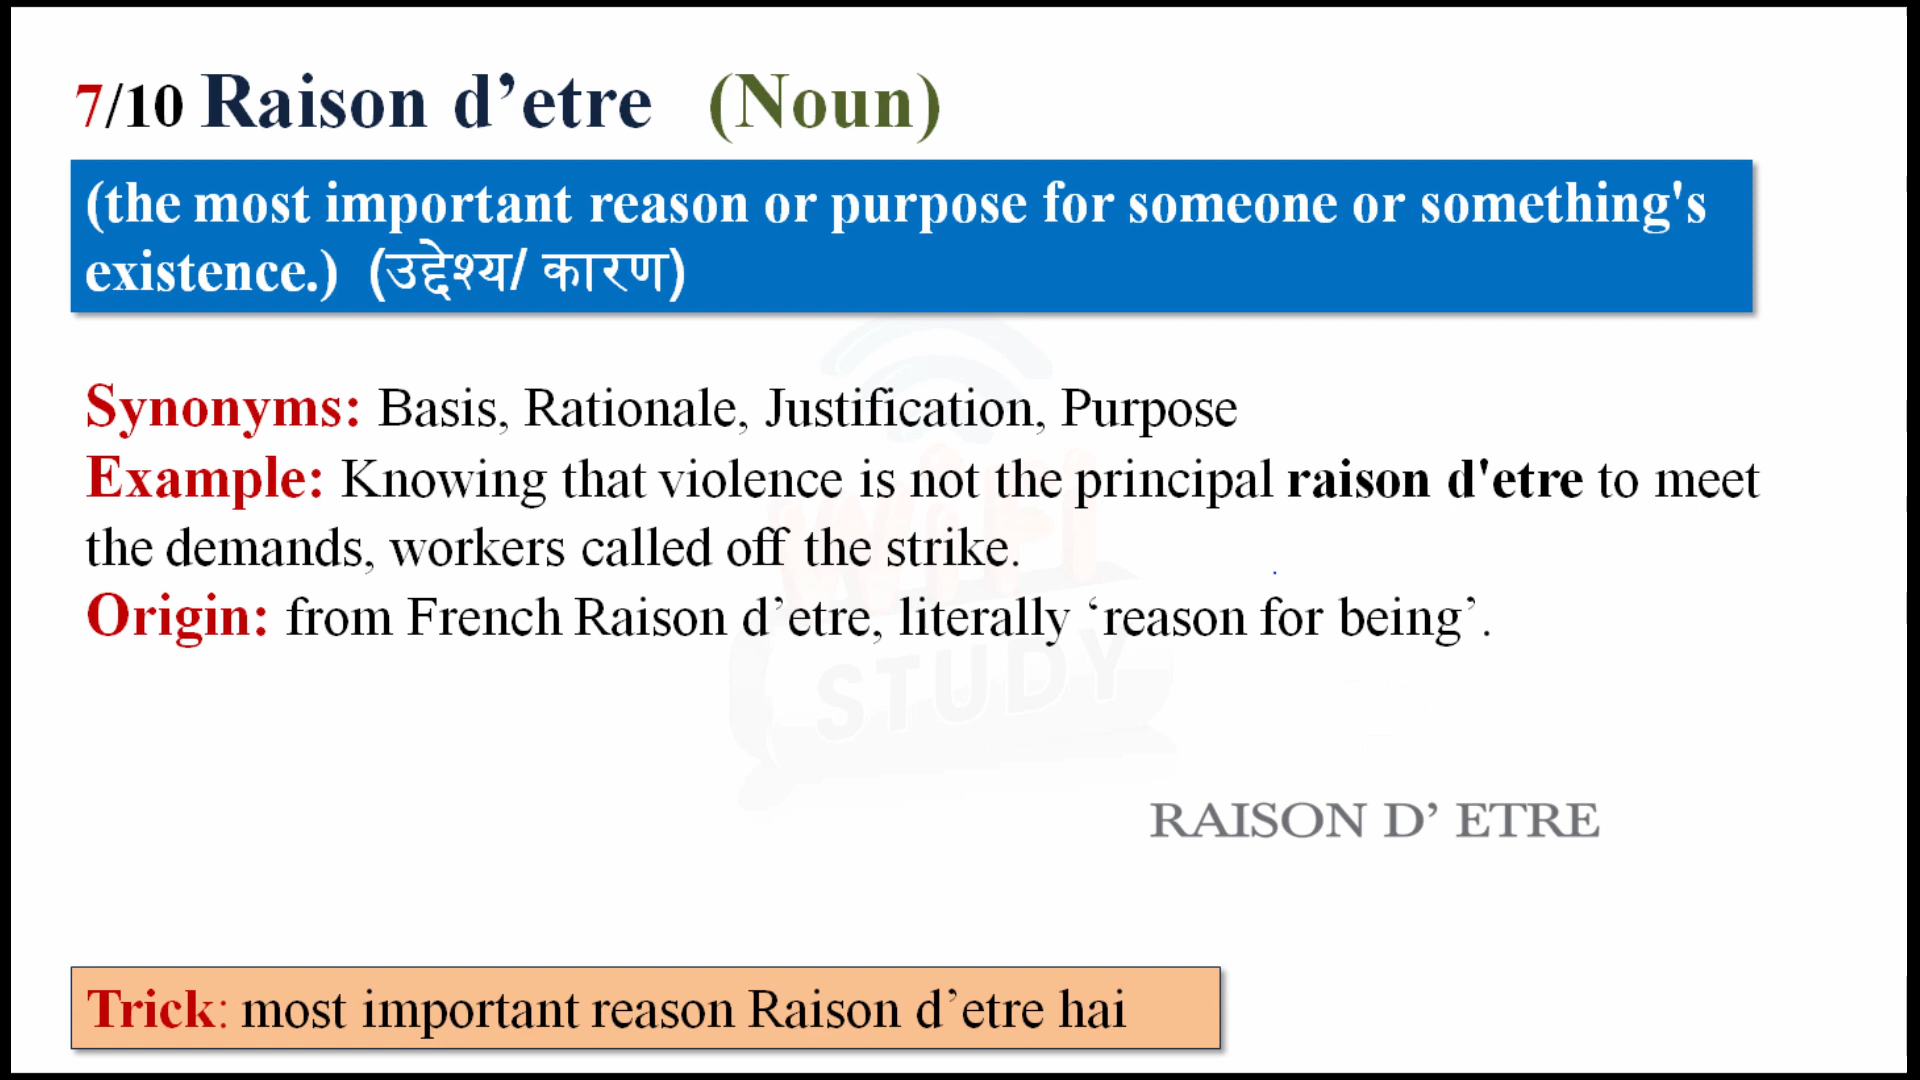 7/10 Raison d’etre (Noun)
(the most important reason or purpose for someone or something's
existence.) (उद्देश्य/ कारण)
Synonyms: Basis, Rationale, Justification, Purpose
Example: Knowing that violence is not the principal raison d'etre to meet
the demands, workers called off the strike.
Origin: from French Raison d’etre, literally ‘reason for being’.
WiFi
STUDY
RAISON D’ ETRE
Trick: most important reason Raison d’etre hai